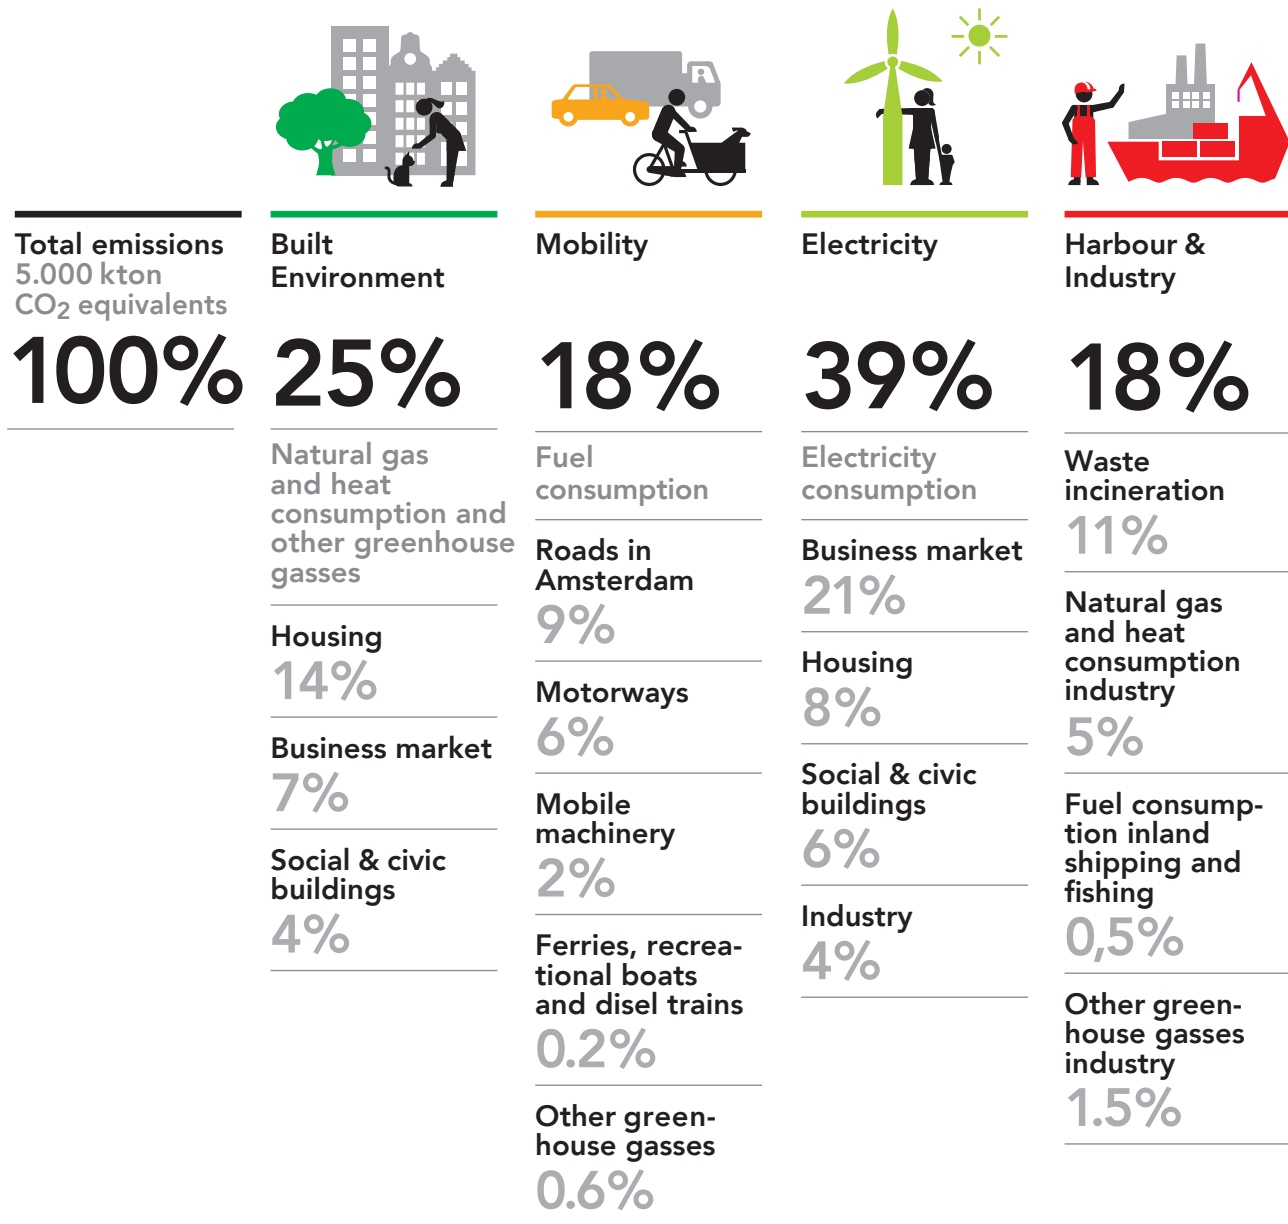 Total emissions
5.000 kton
CO2 equivalents
100%
Built
Environment
25%
Natural gas
and heat
consumption and
other greenhouse
gasses
Housing
14%
Business market
7%
Social & civic
buildings
4%
Mobility
18%
Fuel
consumption
Roads in
Amsterdam
9%
Motorways
6%
Mobile
machinery
2%
Ferries, recrea-
tional boats
and disel trains
0.2%
Other green-
house gasses
0.6%
Electricity
39%
Electricity
consumption
Business market
21%
Housing
8%
Social & civic
buildings
6%
Industry
4%
Harbour &
Industry
18%
Waste
incineration
11%
Natural gas
and heat
consumption
industry
5%
Fuel consump-
tion inland
shipping and
fishing
0,5%
Other green-
house gasses
industry
1.5%